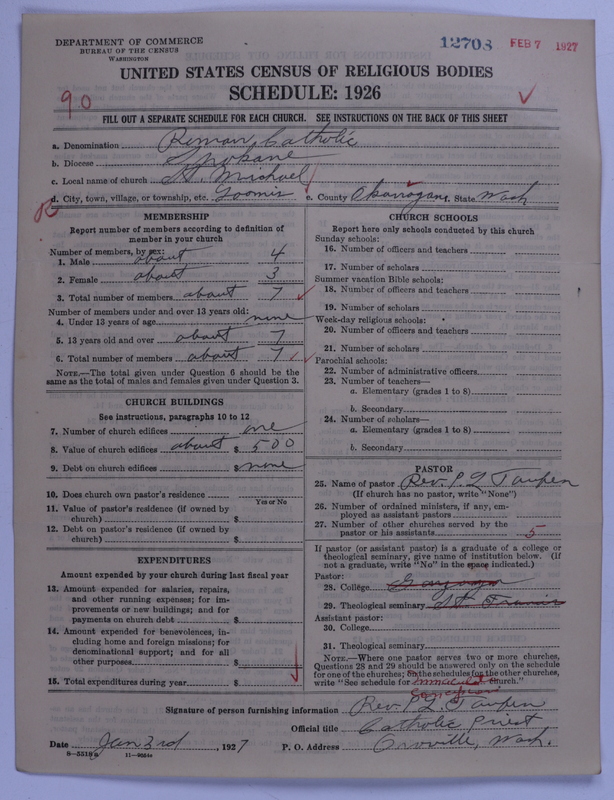 DEPARTMENT OF COMMERCE
BUREAU OF THE CENSUS
WASHINGTON
12708 FEB 7 1927
UNITED STATES CENSUS OF RELIGIOUS BODIES
SCHEDULE: 1926
90
FILL OUT A SEPARATE SCHEDULE FOR EACH CHURCH. SEE INSTRUCTIONS ON THE BACK OF THIS SHEET
a. Denomination Roman Catholic
b. Diocese Spokane
c. Local name of church St. Michael
d. City, town, village, or township, etc. Loomis e. County Okanogan, State Wash
MEMBERSHIP
Report number of members according to definition of
member in your church
Number of members, by sex:
1. Male about 4
2. Female about 3
3. Total number of members about 7
Number of members under and over 13 years old:
4. Under 13 years of age none
5. 13 years old and over about 7
6. Total number of members about 7
NOTE.—The total given under Question 6 should be the
same as the total of males and females given under Question 3.
CHURCH BUILDINGS
See instructions, paragraphs 10 to 12
7. Number of church edifices one
8. Value of church edifices about $ 500
9. Debt on church edifices $ none
10. Does church own pastor's residence
Yes or No
11. Value of pastor's residence (if owned by
church) $
12. Debt on pastor's residence (if owned by
church) $
EXPENDITURES
Amount expended by your church during last fiscal year
13. Amount expended for salaries, repairs,
and other running expenses; for im-
provements or new buildings; and for
payments on church debt $
14. Amount expended for benevolences, in-
cluding home and foreign missions; for
denominational support; and for all
other purposes $
15. Total expenditures during year $
CHURCH SCHOOLS
Report here only schools conducted by this church
Sunday schools:
16. Number of officers and teachers
17. Number of scholars
Summer vacation Bible schools:
18. Number of officers and teachers
19. Number of scholars
Week-day religious schools:
20. Number of officers and teachers
21. Number of scholars
Parochial schools:
22. Number of administrative officers
23. Number of teachers—
a. Elementary (grades 1 to 8)
b. Secondary
24. Number of scholars—
a. Elementary (grades 1 to 8)
b. Secondary
PASTOR
25. Name of pastor Rev. P. L. Taupen
(If church has no pastor, write "None")
26. Number of ordained ministers, if any, em-
ployed as assistant pastors
27. Number of other churches served by the
pastor or his assistants 5
If pastor (or assistant pastor) is a graduate of a college or
theological seminary, give name of institution below. (If
not a graduate, write "No" in the space indicated.)
Pastor:
28. College
29. Theological seminary St. Francis
Assistant pastor:
30. College
31. Theological seminary
NOTE.—Where one pastor serves two or more churches,
Questions 28 and 29 should be answered only on the schedule
for one of the churches; on the schedules for the other churches,
write "See schedule for Immaculate church."
Conception
Signature of person furnishing information Rev. P. L. Taupen
Official title Catholic Priest
Date Jan 3rd, 1927 P. O. Address Oroville, Wash.